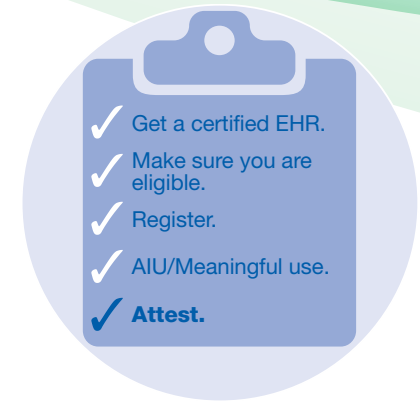 Get a certified EHR.
Make sure you are
eligible.
Register.
AIU/Meaningful use.
Attest.